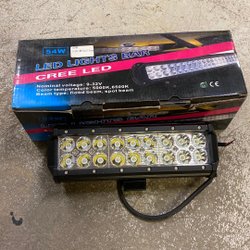 54W
LED LIGHTS BAR
CREE LED
Nominal voltage: 9-32V
Color temperature: 5000K,6500K
Beam type: flood beam, spot beam
CE